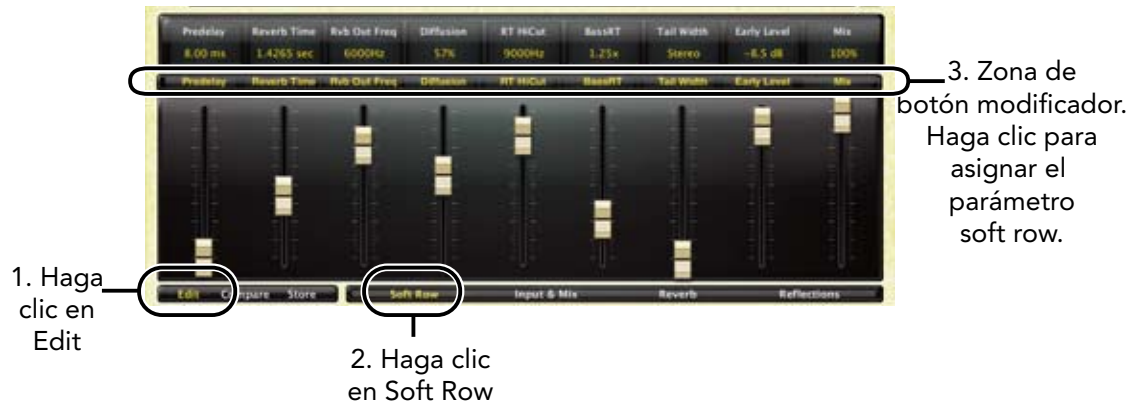 Predelay Reverb Time Rvb Out Freq Diffusion RT HiCut BassRT Tail Width Early Level Mix
8.00 ms 1.4265 sec 6000Hz 57% 9000Hz 1.25x Stereo -8.5 dB 100%
Predelay Reverb Time Rvb Out Freq Diffusion RT HiCut BassRT Tail Width Early Level Mix
3. Zona de
botón modificador.
Haga clic para
asignar el
parámetro
soft row.
1. Haga
clic en
Edit
Edit Compare Store Soft Row Input & Mix Reverb Reflections
2. Haga clic
en Soft Row